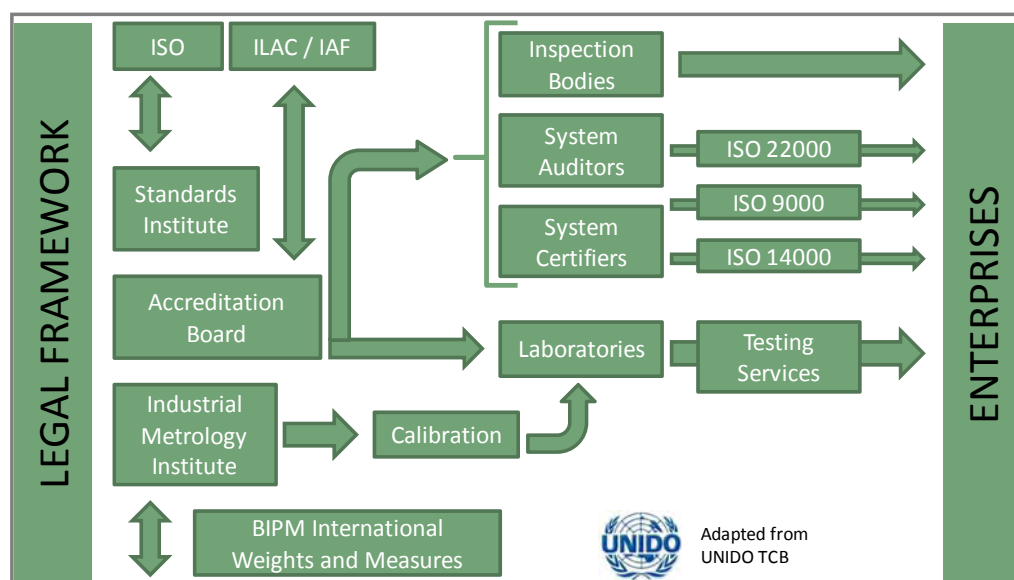 LEGAL FRAMEWORK
ISO
ILAC / IAF
Standards
Institute
Accreditation
Board
Industrial
Metrology
Institute
Calibration
BIPM International
Weights and Measures
Inspection
Bodies
System
Auditors
System
Certifiers
ISO 22000
ISO 9000
ISO 14000
Laboratories
Testing
Services
UNIDO
Adapted from
UNIDO TCB
ENTERPRISES